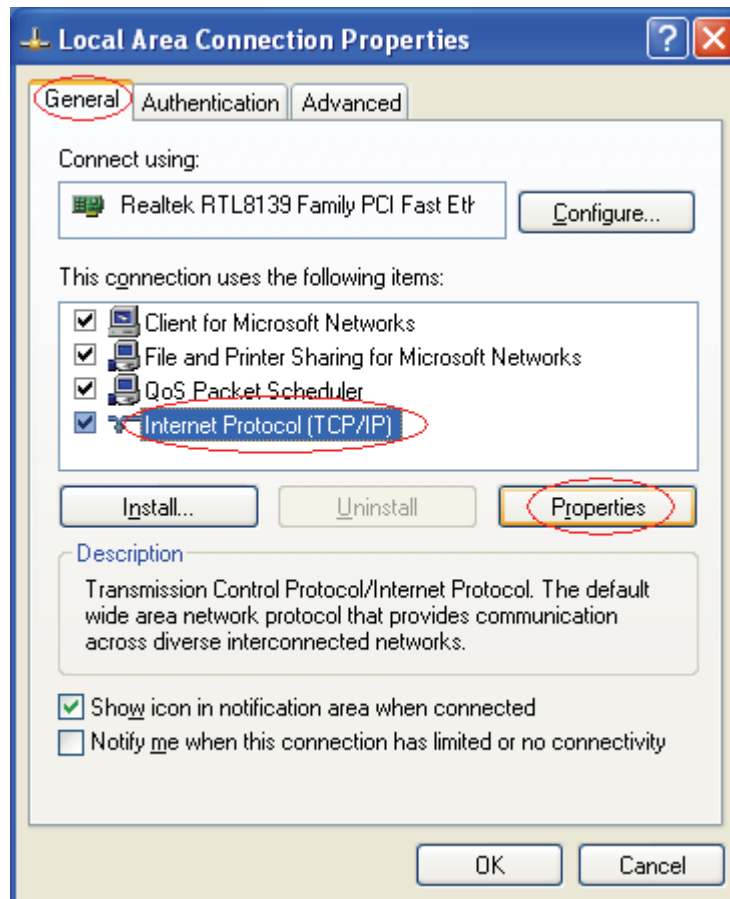 Local Area Connection Properties
General Authentication Advanced
Connect using:
Realtek RTL8139 Family PCI Fast Eth
Configure...
This connection uses the following items:
Client for Microsoft Networks
File and Printer Sharing for Microsoft Networks
QoS Packet Scheduler
Internet Protocol (TCP/IP)
Install... Uninstall Properties
Description
Transmission Control Protocol/Internet Protocol. The default
wide area network protocol that provides communication
across diverse interconnected networks.
Show icon in notification area when connected
Notify me when this connection has limited or no connectivity
OK Cancel